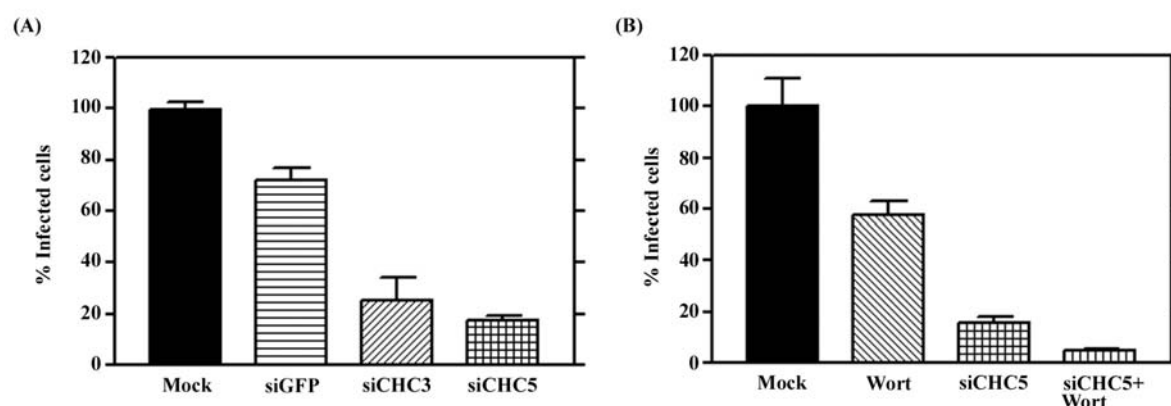 (A)
(B)
% Infected cells
120
100
80
60
40
20
0
Mock siGFP siCHC3 siCHC5
% Infected cells
120
100
80
60
40
20
0
Mock Wort siCHC5 siCHC5+
Wort